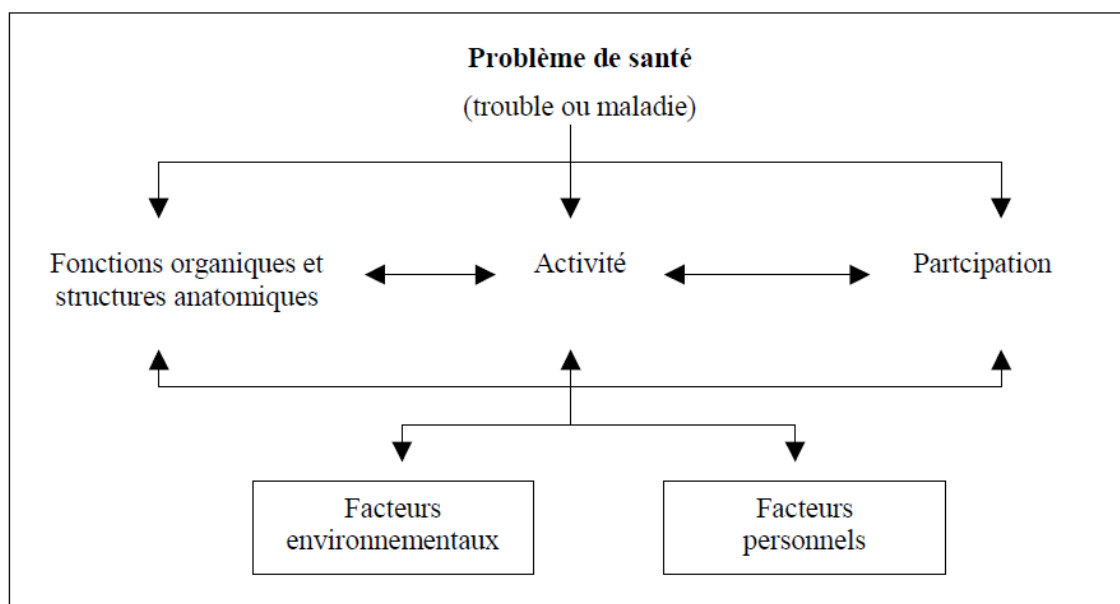 Problème de santé
(trouble ou maladie)
Fonctions organiques et
structures anatomiques
Activité
Partcipation
Facteurs
environnementaux
Facteurs
personnels